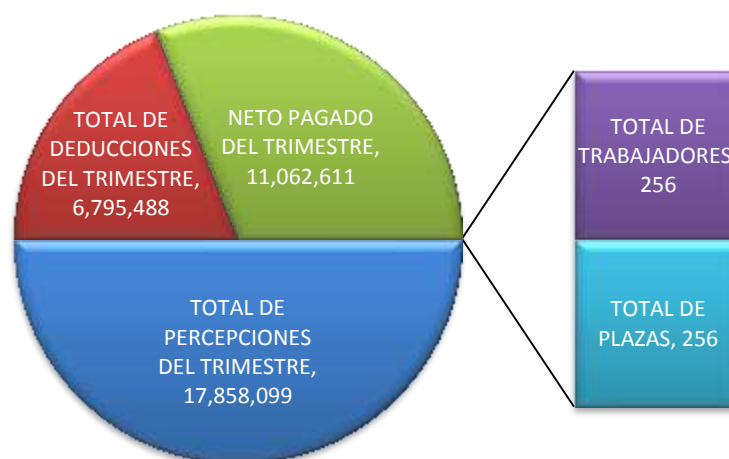 TOTAL DE
DEDUCCIONES
DEL TRIMESTRE,
6,795,488
NETO PAGADO
DEL TRIMESTRE,
11,062,611
TOTAL DE
PERCEPCIONES
DEL TRIMESTRE,
17,858,099
TOTAL DE
TRABAJADORES
256
TOTAL DE
PLAZAS, 256